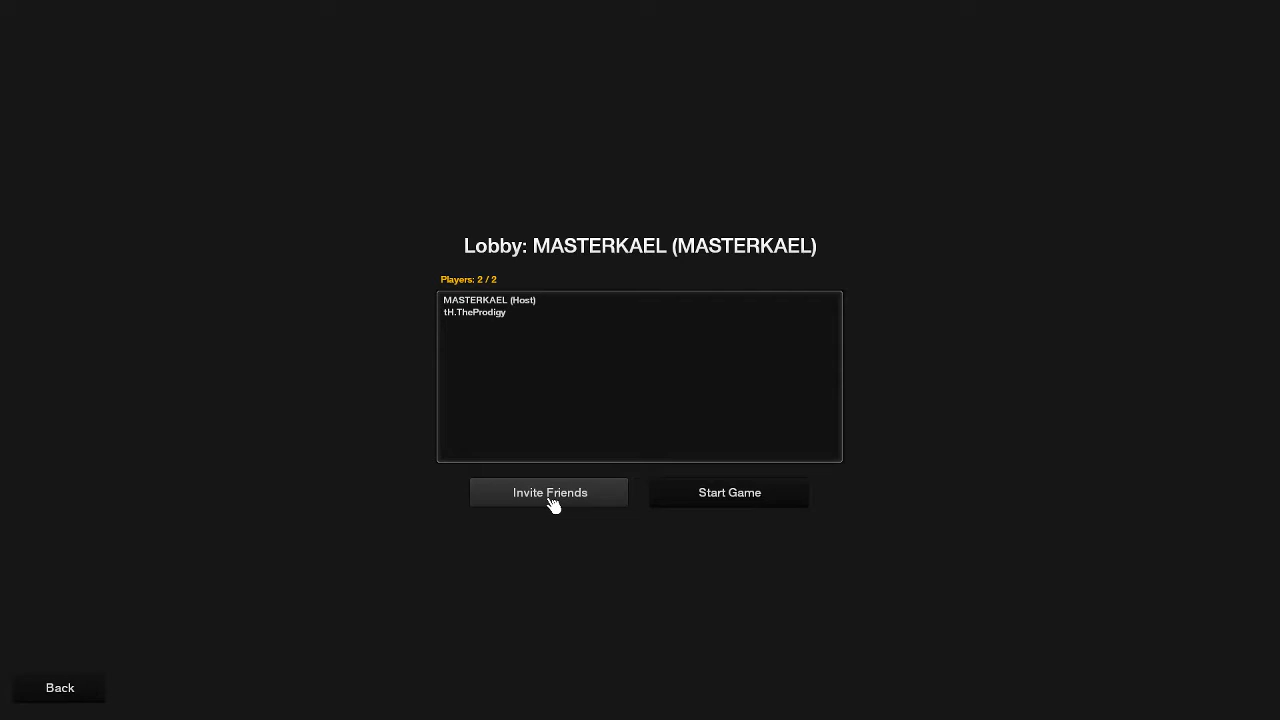 Lobby: MASTERKAEL (MASTERKAEL)
Players: 2 / 2
MASTERKAEL (Host)
tH.TheProdigy
Invite Friends
Start Game
Back